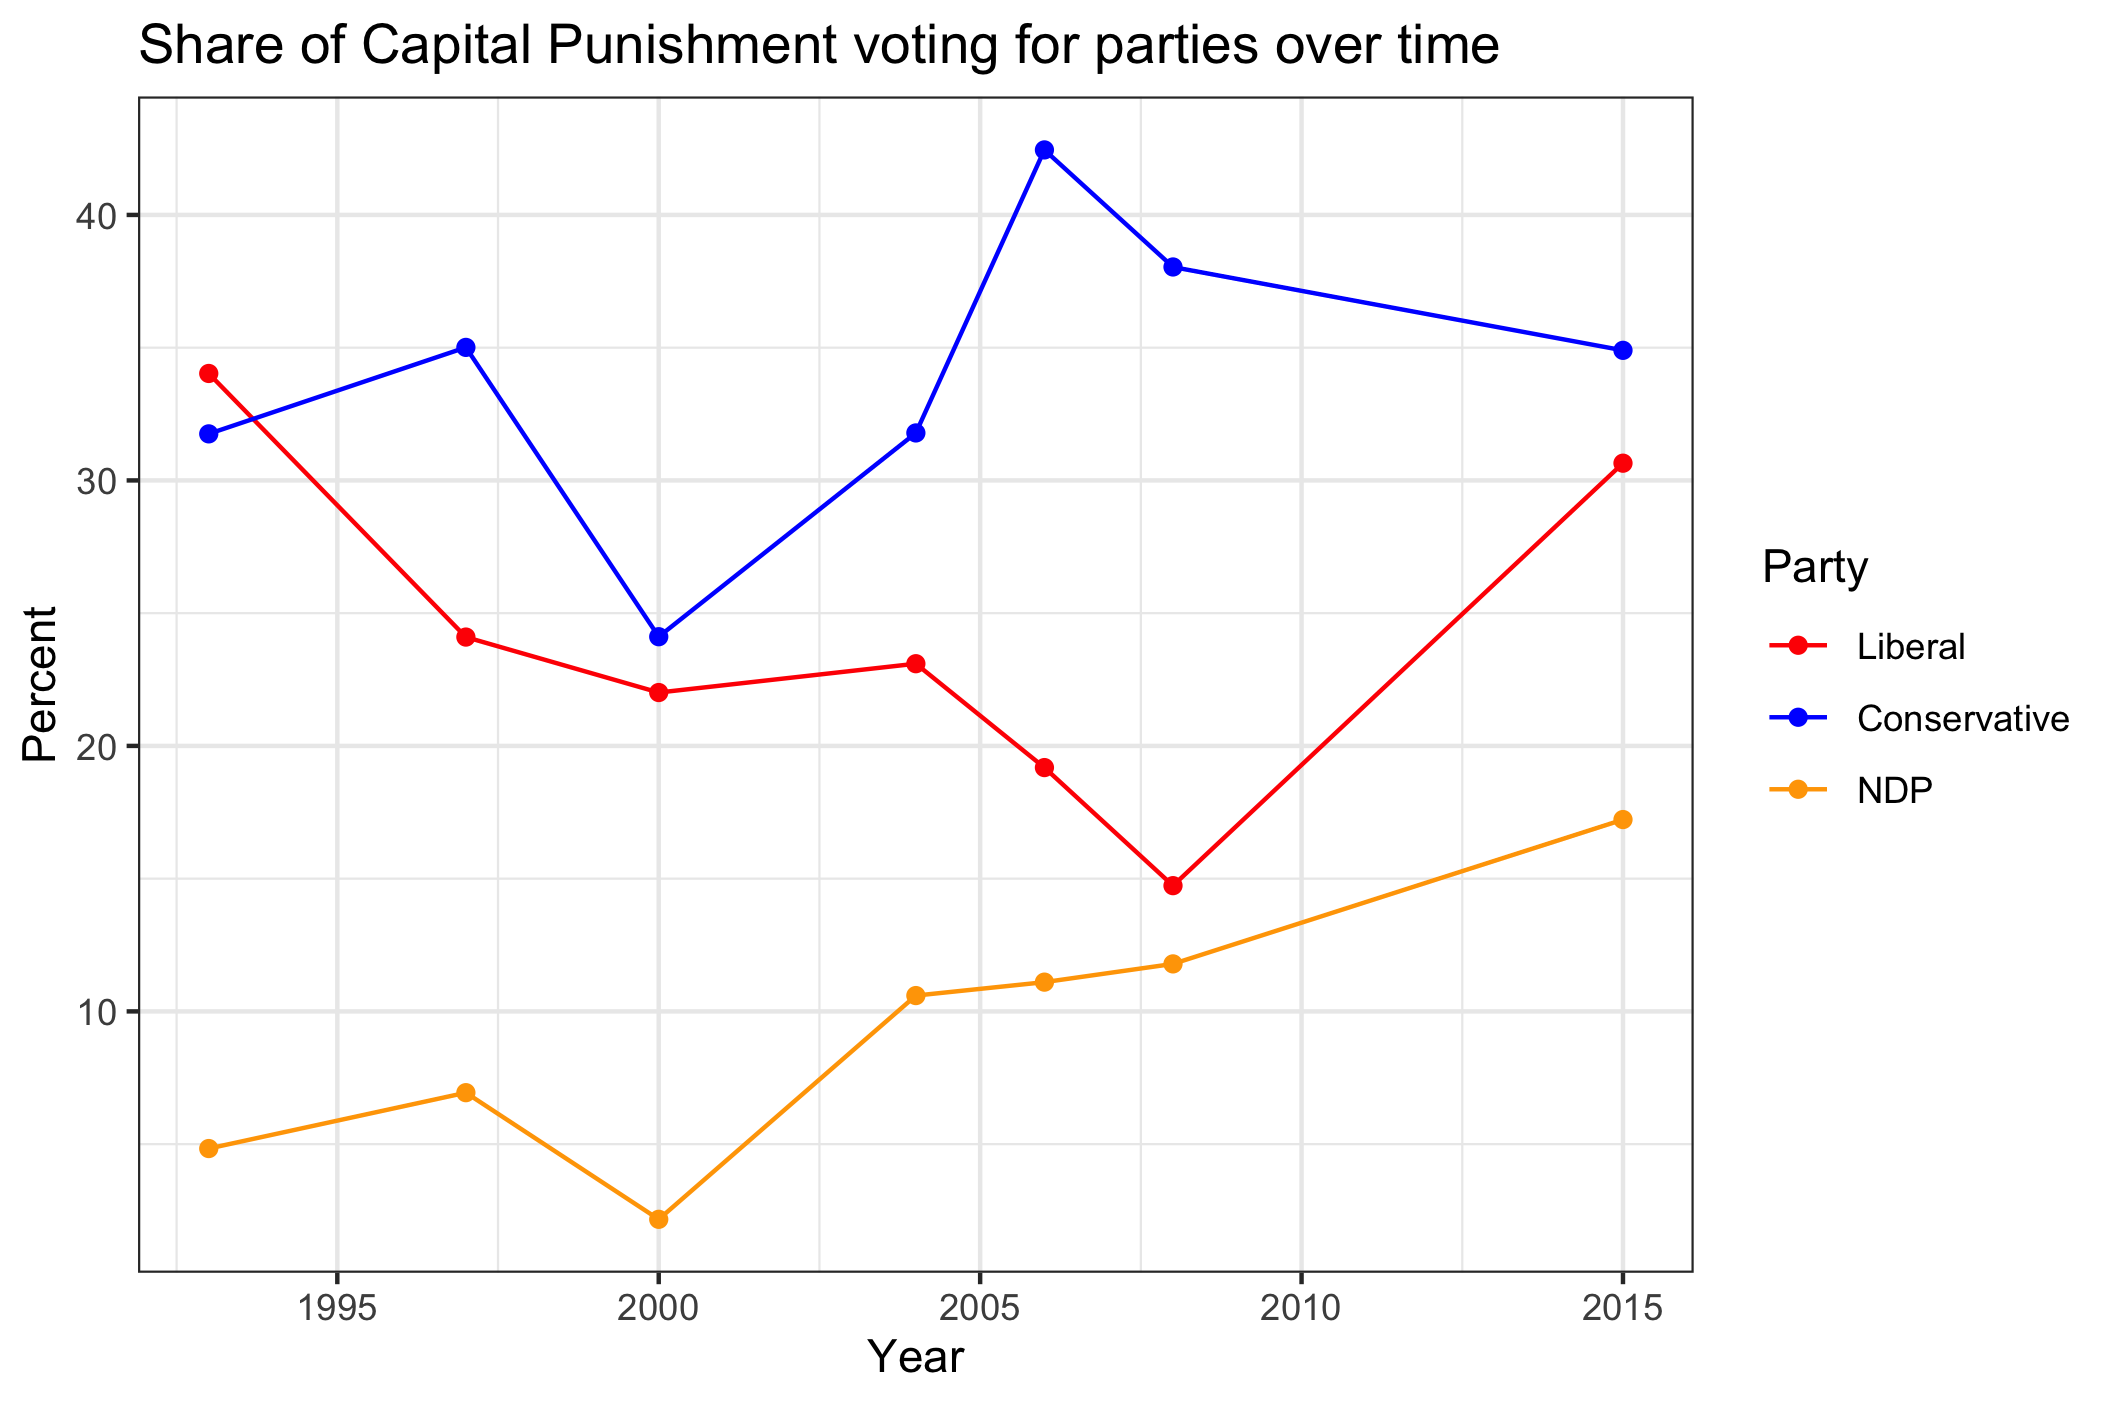 Share of Capital Punishment voting for parties over time
40
30
20
10
Percent
1995 2000 2005 2010 2015
Year
Party
Liberal
Conservative
NDP